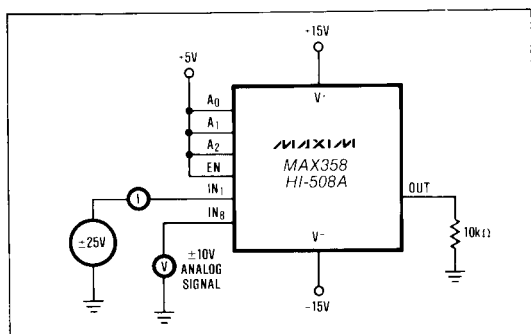 +15V
+5V
V⁺
A₀
A₁
A₂
EN
IN₁
IN₈
MAXIM
MAX358
HI-508A
OUT
I
±25V
V
±10V
ANALOG
SIGNAL
10kΩ
V⁻
-15V